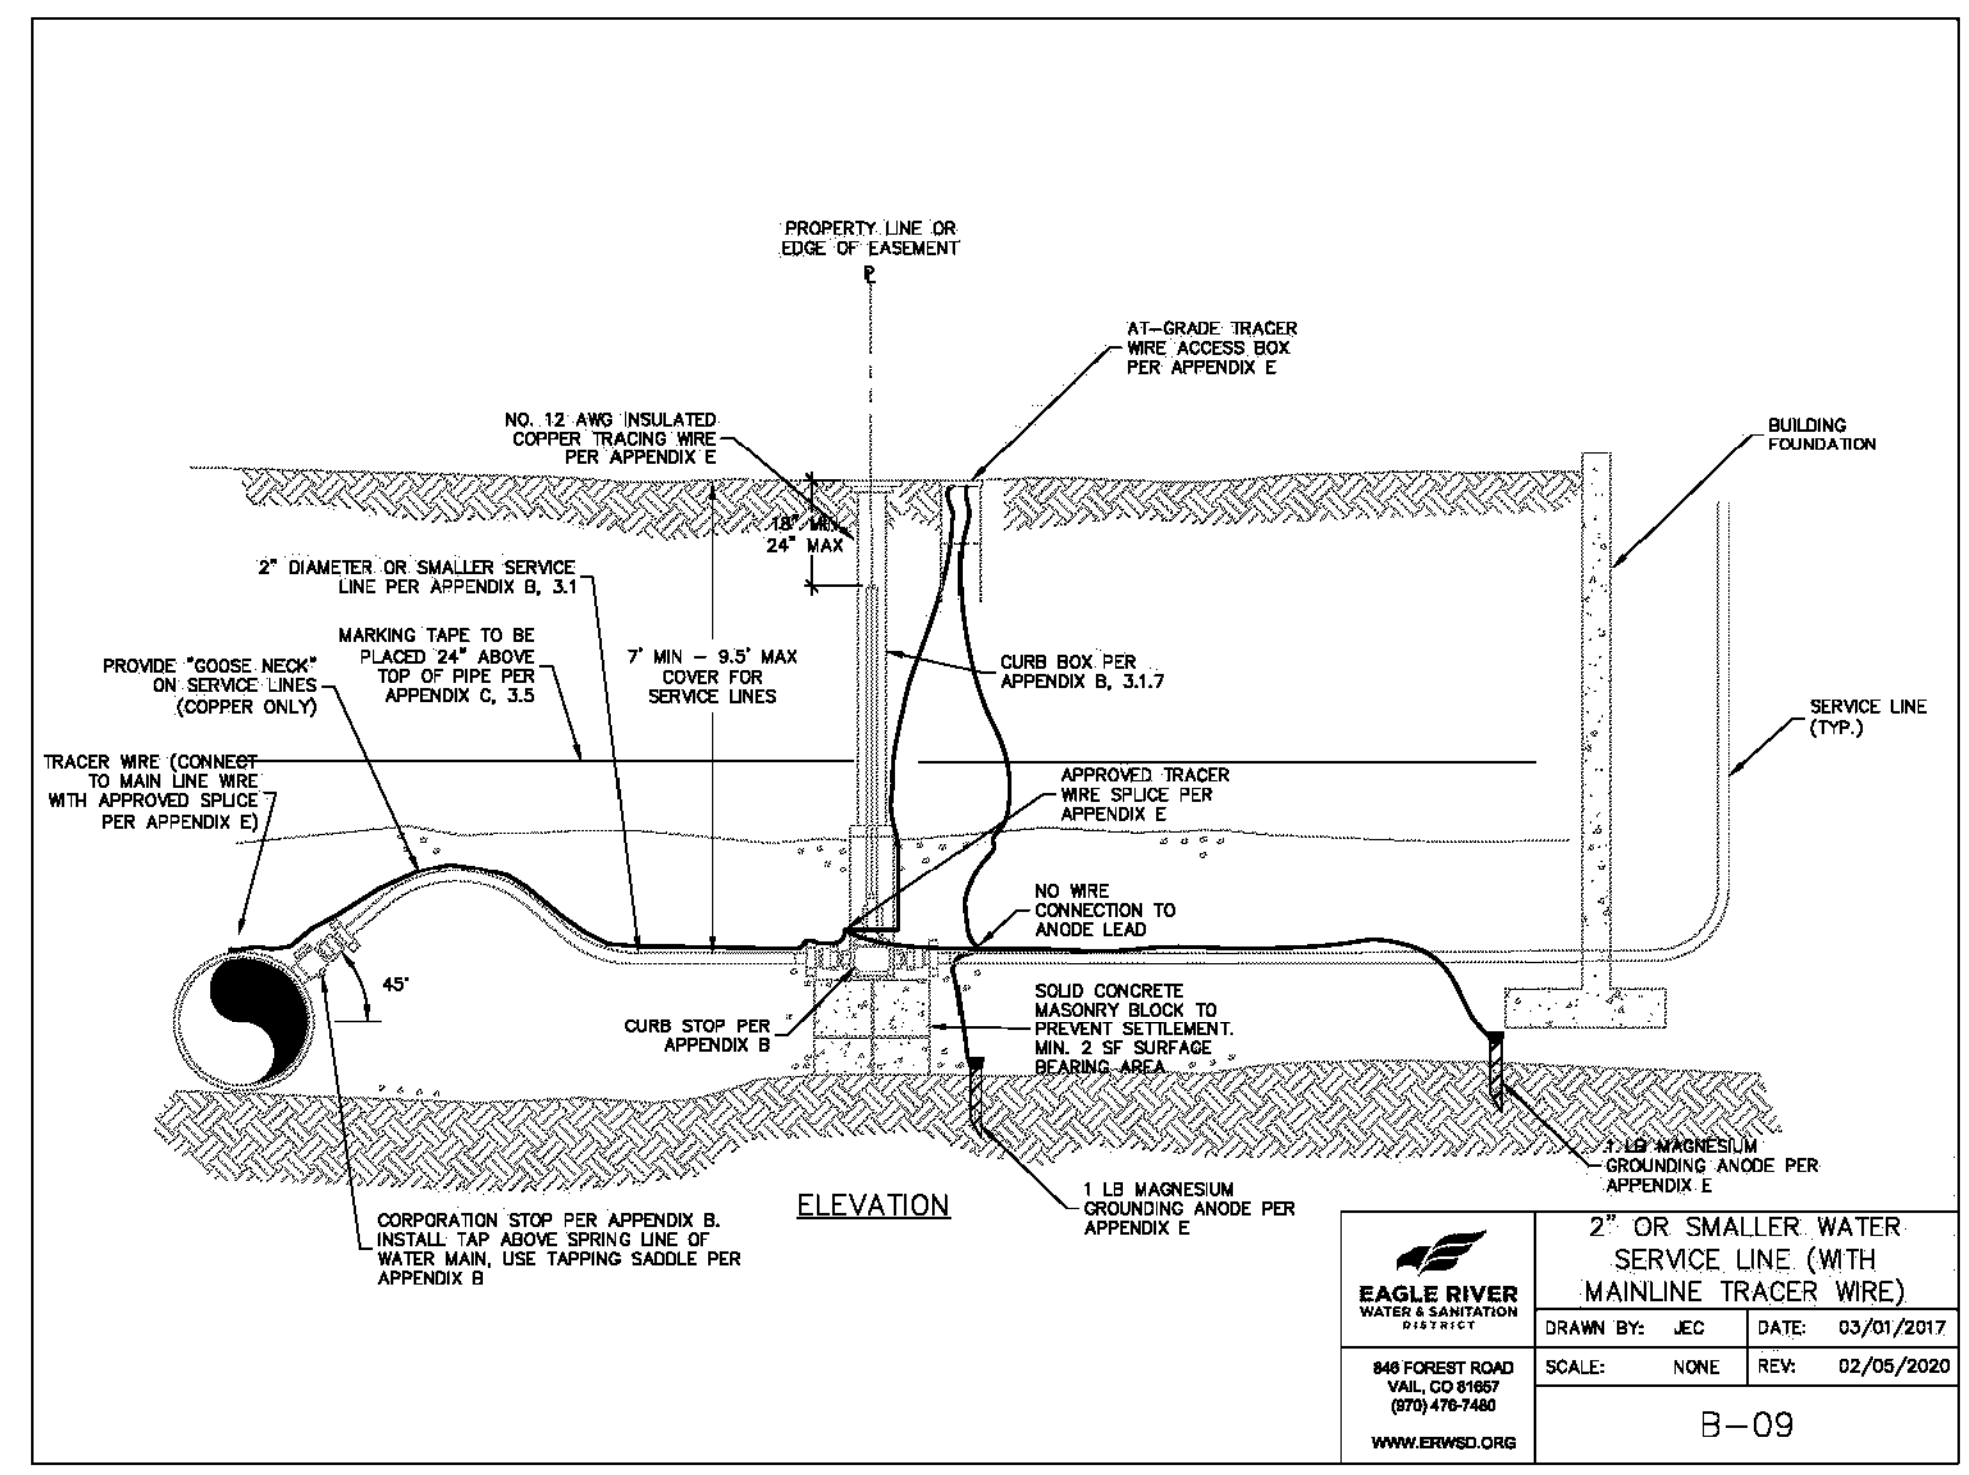 PROPERTY LINE OR
EDGE OF EASEMENT
AT-GRADE TRACER
WIRE ACCESS BOX
PER APPENDIX E
NO. 12 AWG INSULATED
COPPER TRACING WIRE
PER APPENDIX E
BUILDING
FOUNDATION
18" MIN
24" MAX
2" DIAMETER OR SMALLER SERVICE
LINE PER APPENDIX B, 3.1
MARKING TAPE TO BE
PLACED 24" ABOVE
TOP OF PIPE PER
APPENDIX C, 3.5
PROVIDE "GOOSE NECK"
ON SERVICE LINES
(COPPER ONLY)
7' MIN - 9.5' MAX
COVER FOR
SERVICE LINES
CURB BOX PER
APPENDIX B, 3.1.7
SERVICE LINE
(TYP.)
TRACER WIRE (CONNECT
TO MAIN LINE WIRE
WITH APPROVED SPLICE
PER APPENDIX E)
APPROVED TRACER
WIRE SPLICE PER
APPENDIX E
NO WIRE
CONNECTION TO
ANODE LEAD
45°
CURB STOP PER
APPENDIX B
SOLID CONCRETE
MASONRY BLOCK TO
PREVENT SETTLEMENT.
MIN. 2 SF SURFACE
BEARING AREA
1 LB MAGNESIUM
GROUNDING ANODE PER
APPENDIX E
1 LB MAGNESIUM
GROUNDING ANODE PER
APPENDIX E
CORPORATION STOP PER APPENDIX B.
INSTALL TAP ABOVE SPRING LINE OF
WATER MAIN, USE TAPPING SADDLE PER
APPENDIX B
ELEVATION
EAGLE RIVER
WATER & SANITATION
DISTRICT
846 FOREST ROAD
VAIL, CO 81657
(970) 476-7480
WWW.ERWSD.ORG
2" OR SMALLER WATER
SERVICE LINE (WITH
MAINLINE TRACER WIRE)
DRAWN BY: JEC DATE: 03/01/2017
SCALE: NONE REV: 02/05/2020
B-09